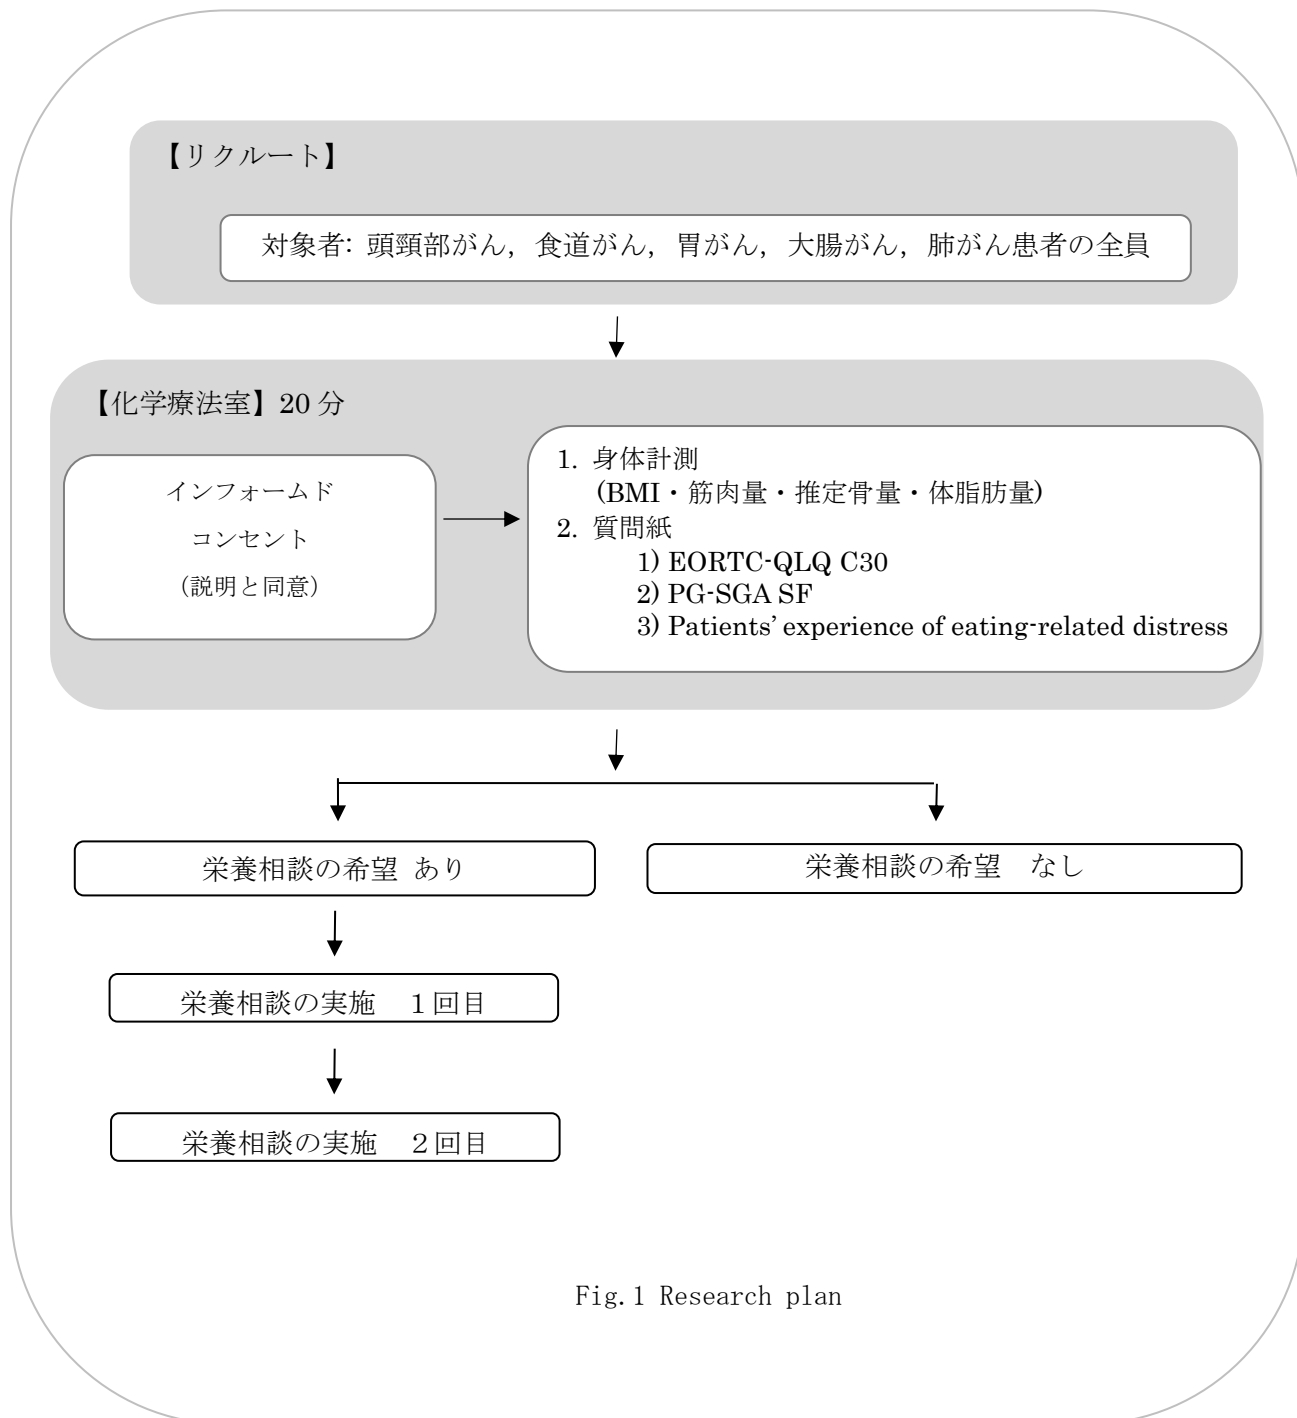 【リクルート】
対象者: 頭頸部がん，食道がん，胃がん，大腸がん，肺がん患者の全員
【化学療法室】20 分
インフォームド
コンセント
（説明と同意）
1. 身体計測
(BMI・筋肉量・推定骨量・体脂肪量)
2. 質問紙
1) EORTC-QLQ C30
2) PG-SGA SF
3) Patients’ experience of eating-related distress
栄養相談の希望 あり
栄養相談の希望　なし
栄養相談の実施　１回目
栄養相談の実施　２回目
Fig.1 Research plan